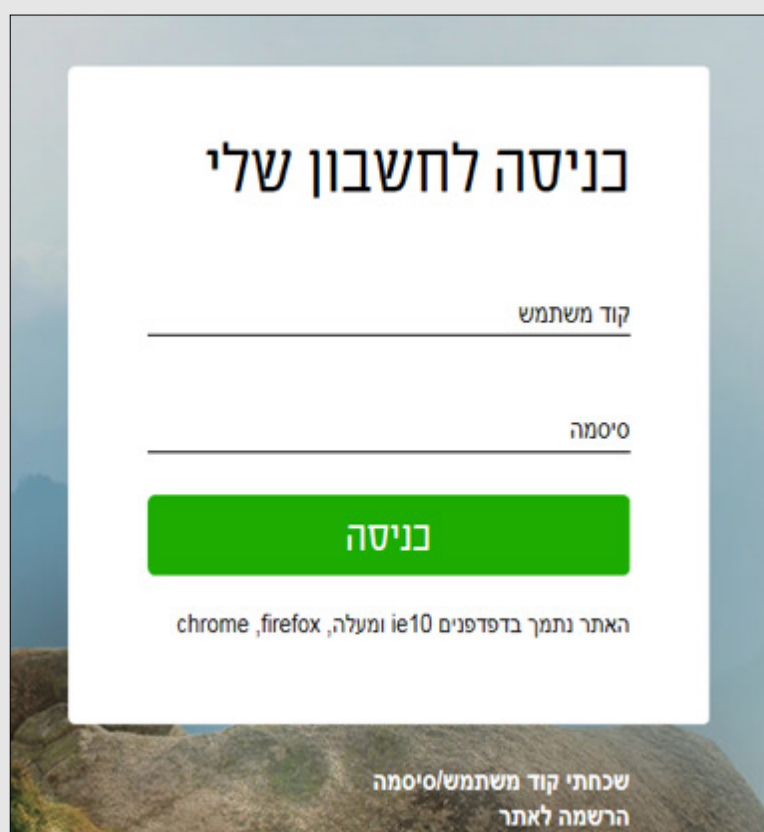 כניסה לחשבון שלי
קוד משתמש
סיסמה
כניסה
האתר נתמך בדפדפנים ie10 ומעלה, chrome ,firefox
שכחתי קוד משתמש/סיסמה
הרשמה לאתר